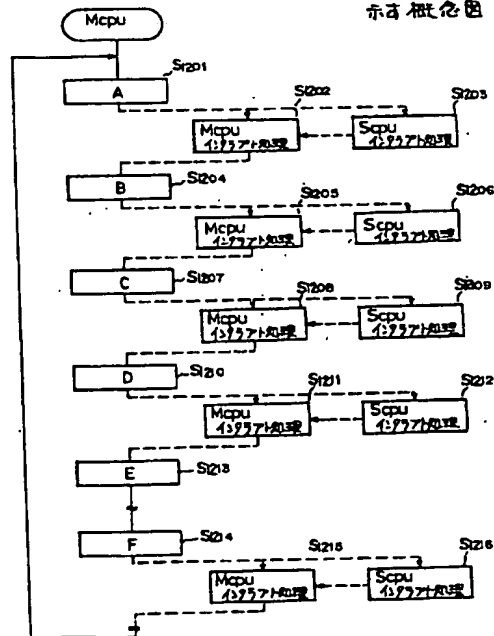 示す概念図
Mcpu
S1201
A
S1202
S1203
Mcpu
インタラプト処理
Scpu
インタラプト処理
B
S1204
S1205
S1206
Mcpu
インタラプト処理
Scpu
インタラプト処理
C
S1207
S1208
S1209
Mcpu
インタラプト処理
Scpu
インタラプト処理
D
S1210
S1211
S1212
Mcpu
インタラプト処理
Scpu
インタラプト処理
E
S1213
F
S1214
S1215
S1216
Mcpu
インタラプト処理
Scpu
インタラプト処理